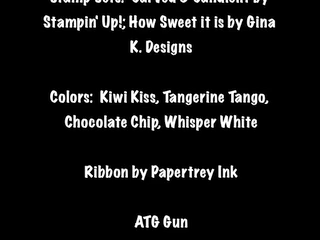 by
Stampin' Up!; How Sweet it is by Gina
K. Designs
Colors: Kiwi Kiss, Tangerine Tango,
Chocolate Chip, Whisper White
Ribbon by Papertrey Ink
ATG Gun